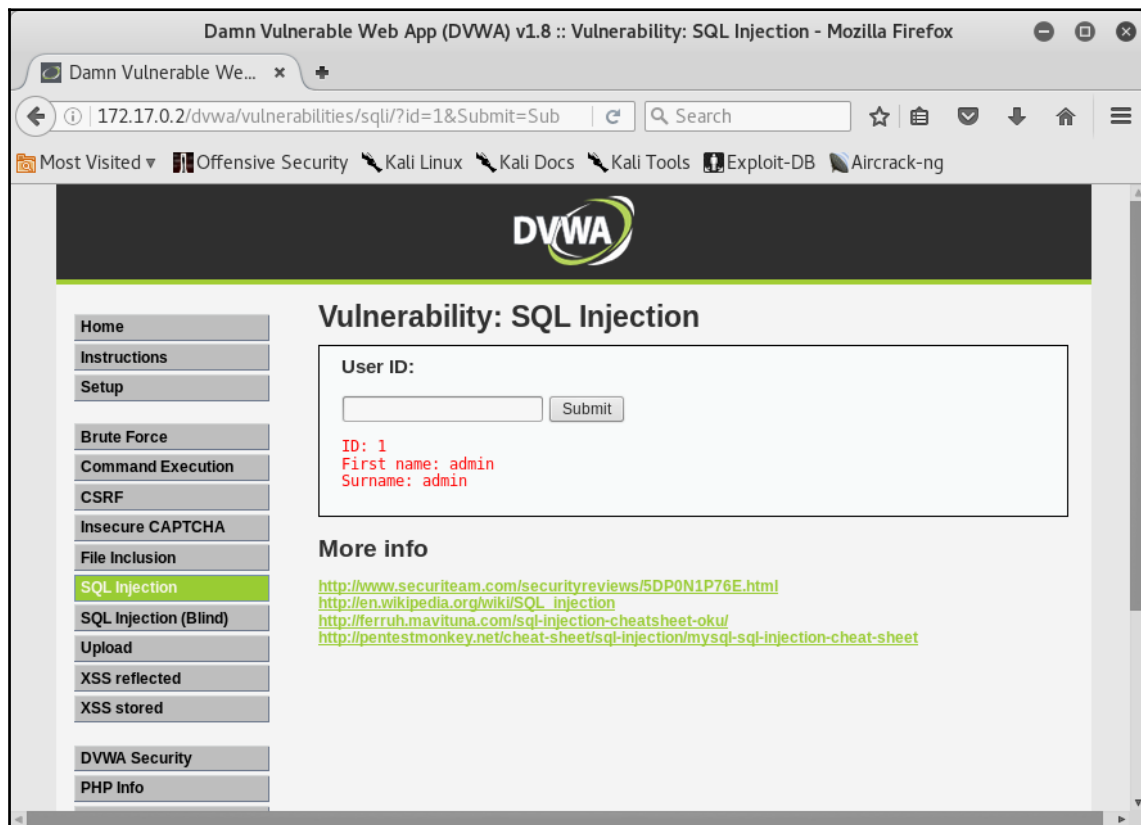 Damn Vulnerable Web App (DVWA) v1.8 :: Vulnerability: SQL Injection - Mozilla Firefox
Damn Vulnerable We...
172.17.0.2/dvwa/vulnerabilities/sqli/?id=1&Submit=Sub
Search
Most Visited Offensive Security Kali Linux Kali Docs Kali Tools Exploit-DB Aircrack-ng
DVWA
Home
Instructions
Setup
Brute Force
Command Execution
CSRF
Insecure CAPTCHA
File Inclusion
SQL Injection
SQL Injection (Blind)
Upload
XSS reflected
XSS stored
DVWA Security
PHP Info
Vulnerability: SQL Injection
User ID:
Submit
ID: 1
First name: admin
Surname: admin
More info
http://www.securiteam.com/securityreviews/5DP0N1P76E.html
http://en.wikipedia.org/wiki/SQL_injection
http://ferruh.mavituna.com/sql-injection-cheatsheet-oku/
http://pentestmonkey.net/cheat-sheet/sql-injection/mysql-sql-injection-cheat-sheet